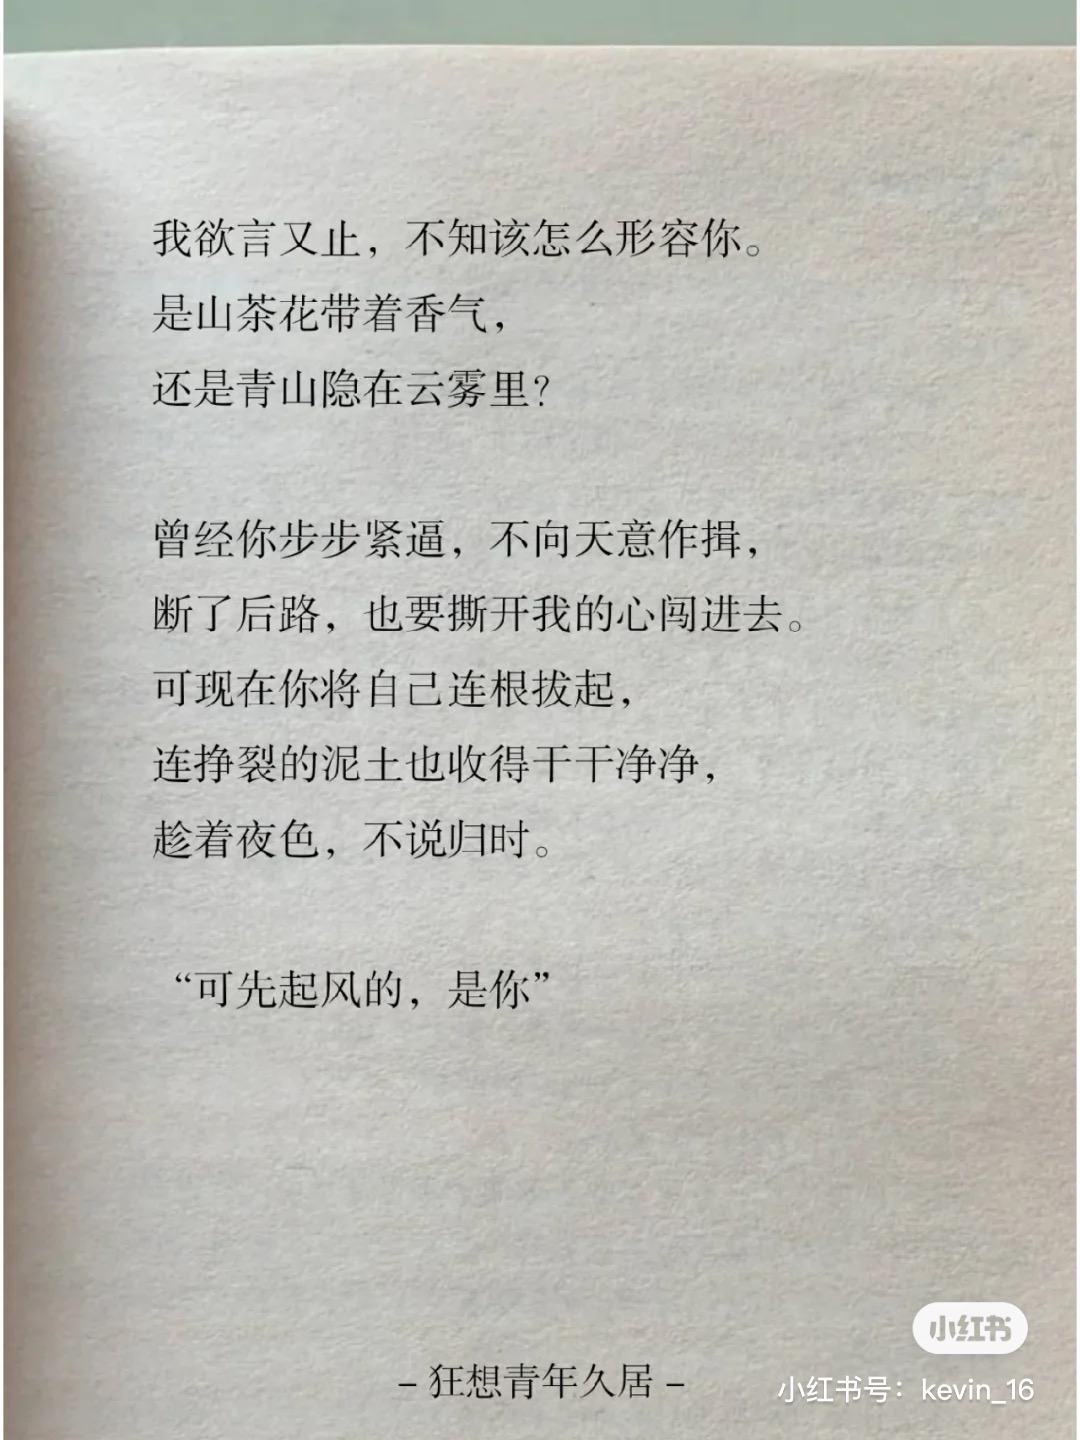 我欲言又止，不知该怎么形容你。
是山茶花带着香气，
还是青山隐在云雾里？
曾经你步步紧逼，不向天意作揖，
断了后路，也要撕开我的心闯进去。
可现在你将自己连根拔起，
连挣裂的泥土也收得干干净净，
趁着夜色，不说归时。
“可先起风的，是你”
– 狂想青年久居 –
小红书
小红书号：kevin_16